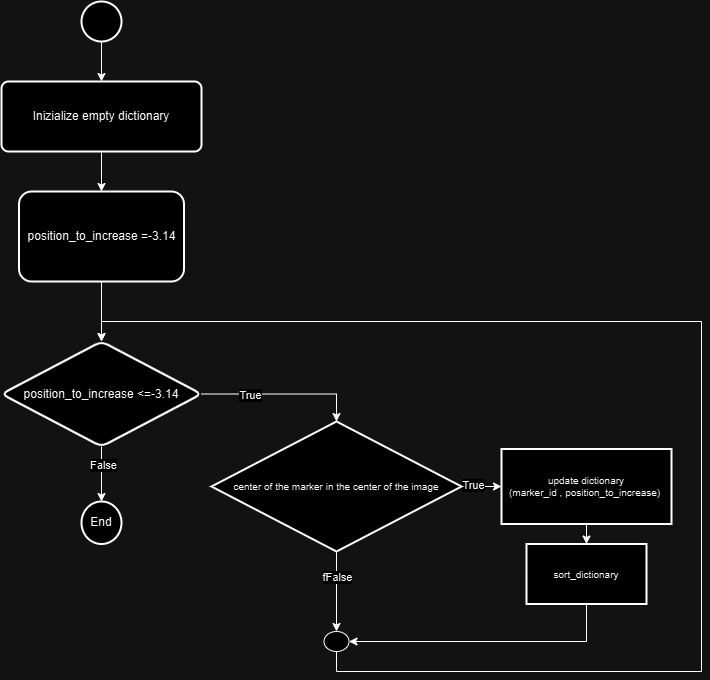 Inizialize empty dictionary
position_to_increase =-3.14
position_to_increase <=-3.14
True
False
End
center of the marker in the center of the image
True
update dictionary
(marker_id , position_to_increase)
fFalse
sort_dictionary